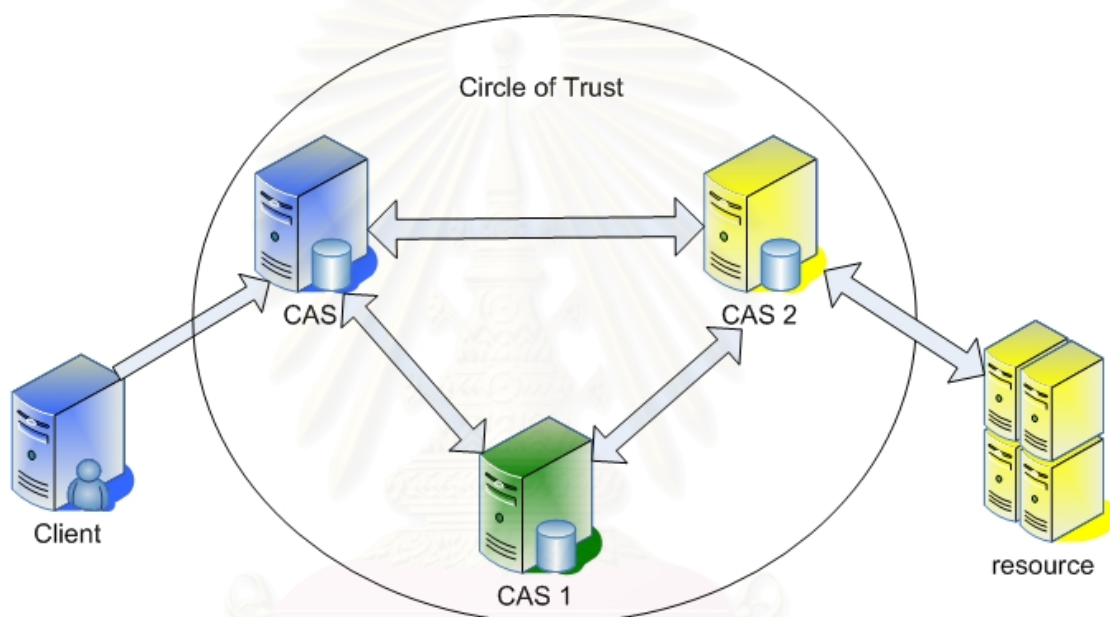 Circle of Trust
CAS
CAS 2
Client
CAS 1
resource